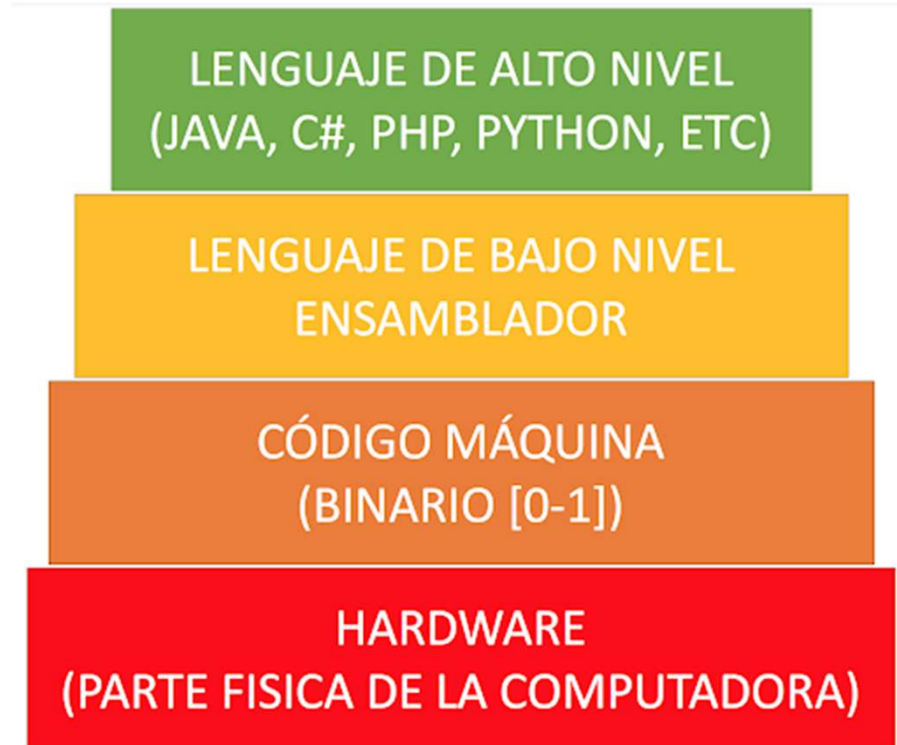 LENGUAJE DE ALTO NIVEL
(JAVA, C#, PHP, PYTHON, ETC)
LENGUAJE DE BAJO NIVEL
ENSAMBLADOR
CÓDIGO MÁQUINA
(BINARIO [0-1])
HARDWARE
(PARTE FISICA DE LA COMPUTADORA)